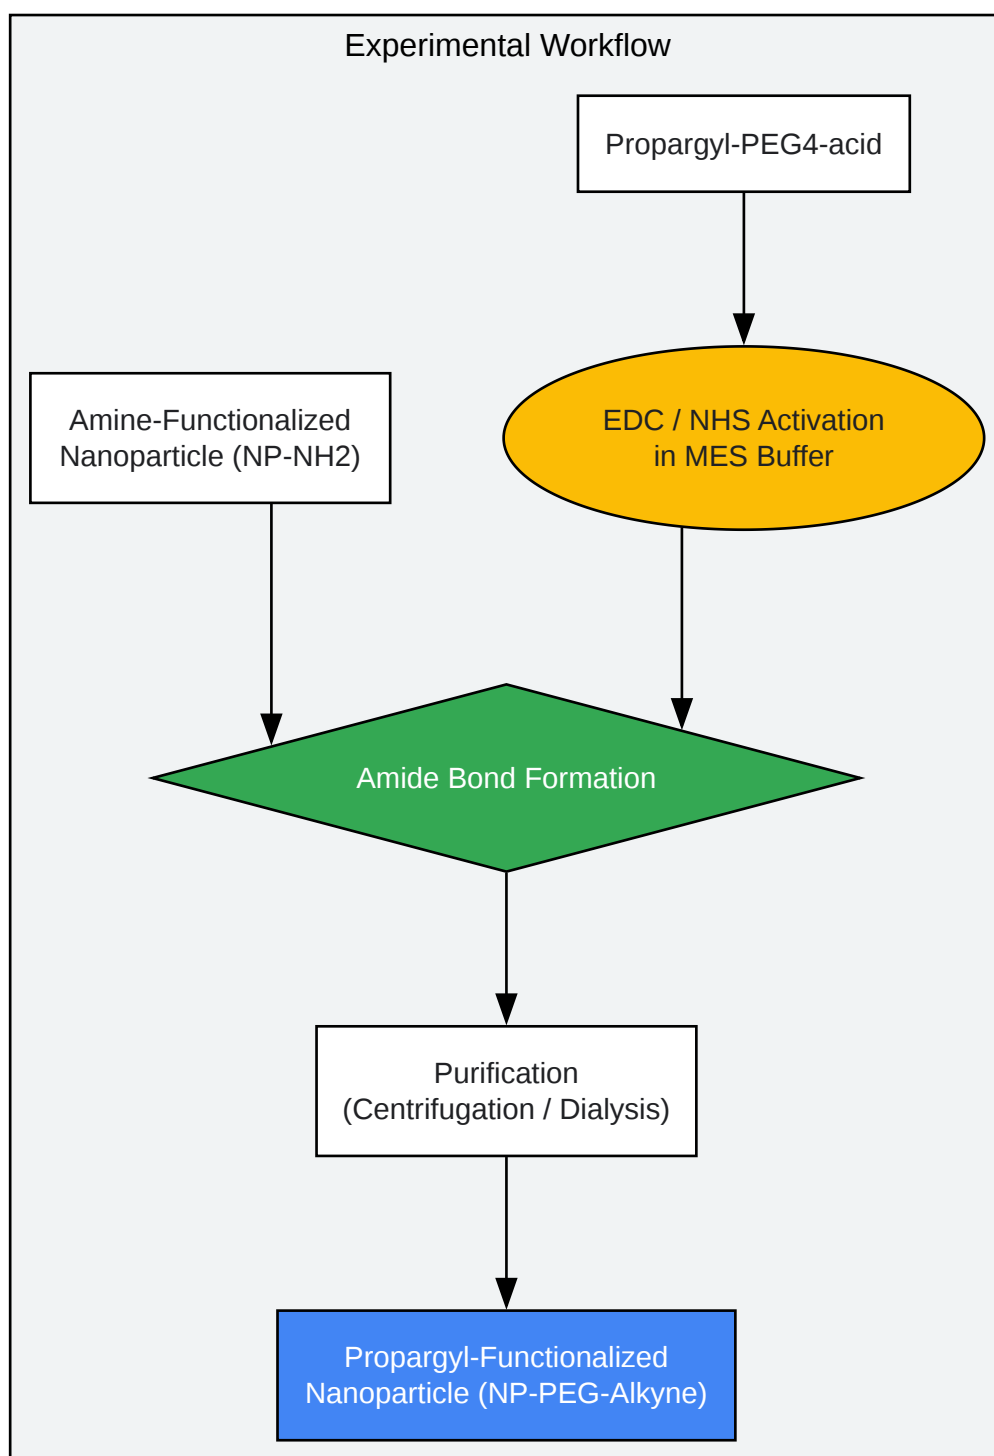 Experimental Workflow
Propargyl-PEG4-acid
Amine-Functionalized
Nanoparticle (NP-NH2)
EDC / NHS Activation
in MES Buffer
Amide Bond Formation
Purification
(Centrifugation / Dialysis)
Propargyl-Functionalized
Nanoparticle (NP-PEG-Alkyne)